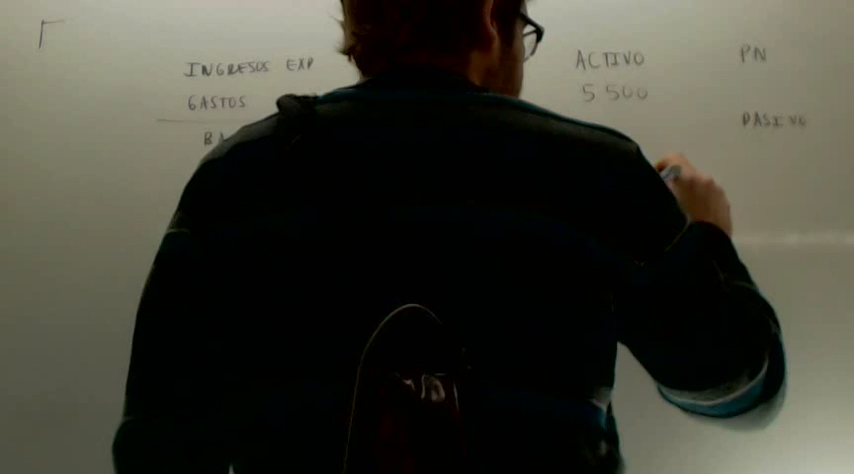 INGRESOS EXP
GASTOS
ACTIVO
5 500
PN
PASIVO